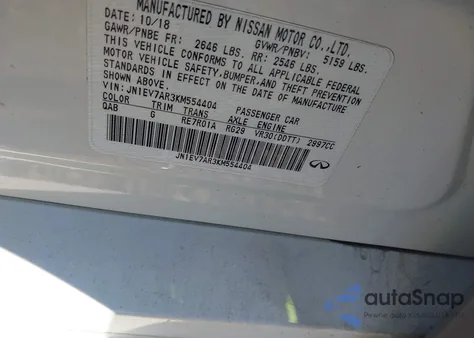 MANUFACTURED BY NISSAN MOTOR CO.,LTD.
DATE: 10/18 GVWR/PNBV: 5159 LBS.
GAWR/PNBE FR: 2646 LBS. RR: 2546 LBS.
THIS VEHICLE CONFORMS TO ALL APPLICABLE FEDERAL
MOTOR VEHICLE SAFETY, BUMPER, AND THEFT PREVENTION
STANDARDS IN EFFECT ON THE DATE OF MANUFACTURE
SHOWN ABOVE.
VIN: JN1EV7AR3KM554404 PASSENGER CAR
COLOR TRIM TRANS AXLE ENGINE
QAB G RE7R01A RG29 VR30(DDTT) 2997CC
JN1EV7AR3KM554404
INFINITI
autoSnap